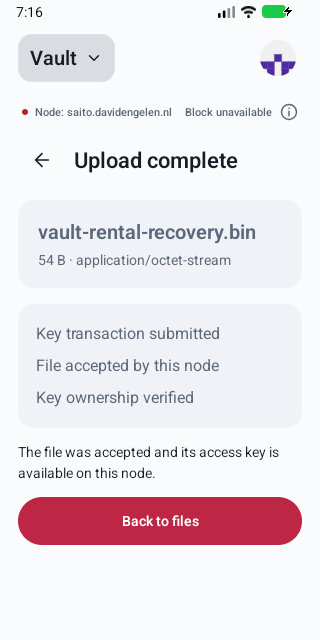 7:16
Vault
Node: saito.davidengelen.nl Block unavailable
Upload complete
vault-rental-recovery.bin
54 B · application/octet-stream
Key transaction submitted
File accepted by this node
Key ownership verified
The file was accepted and its access key is
available on this node.
Back to files